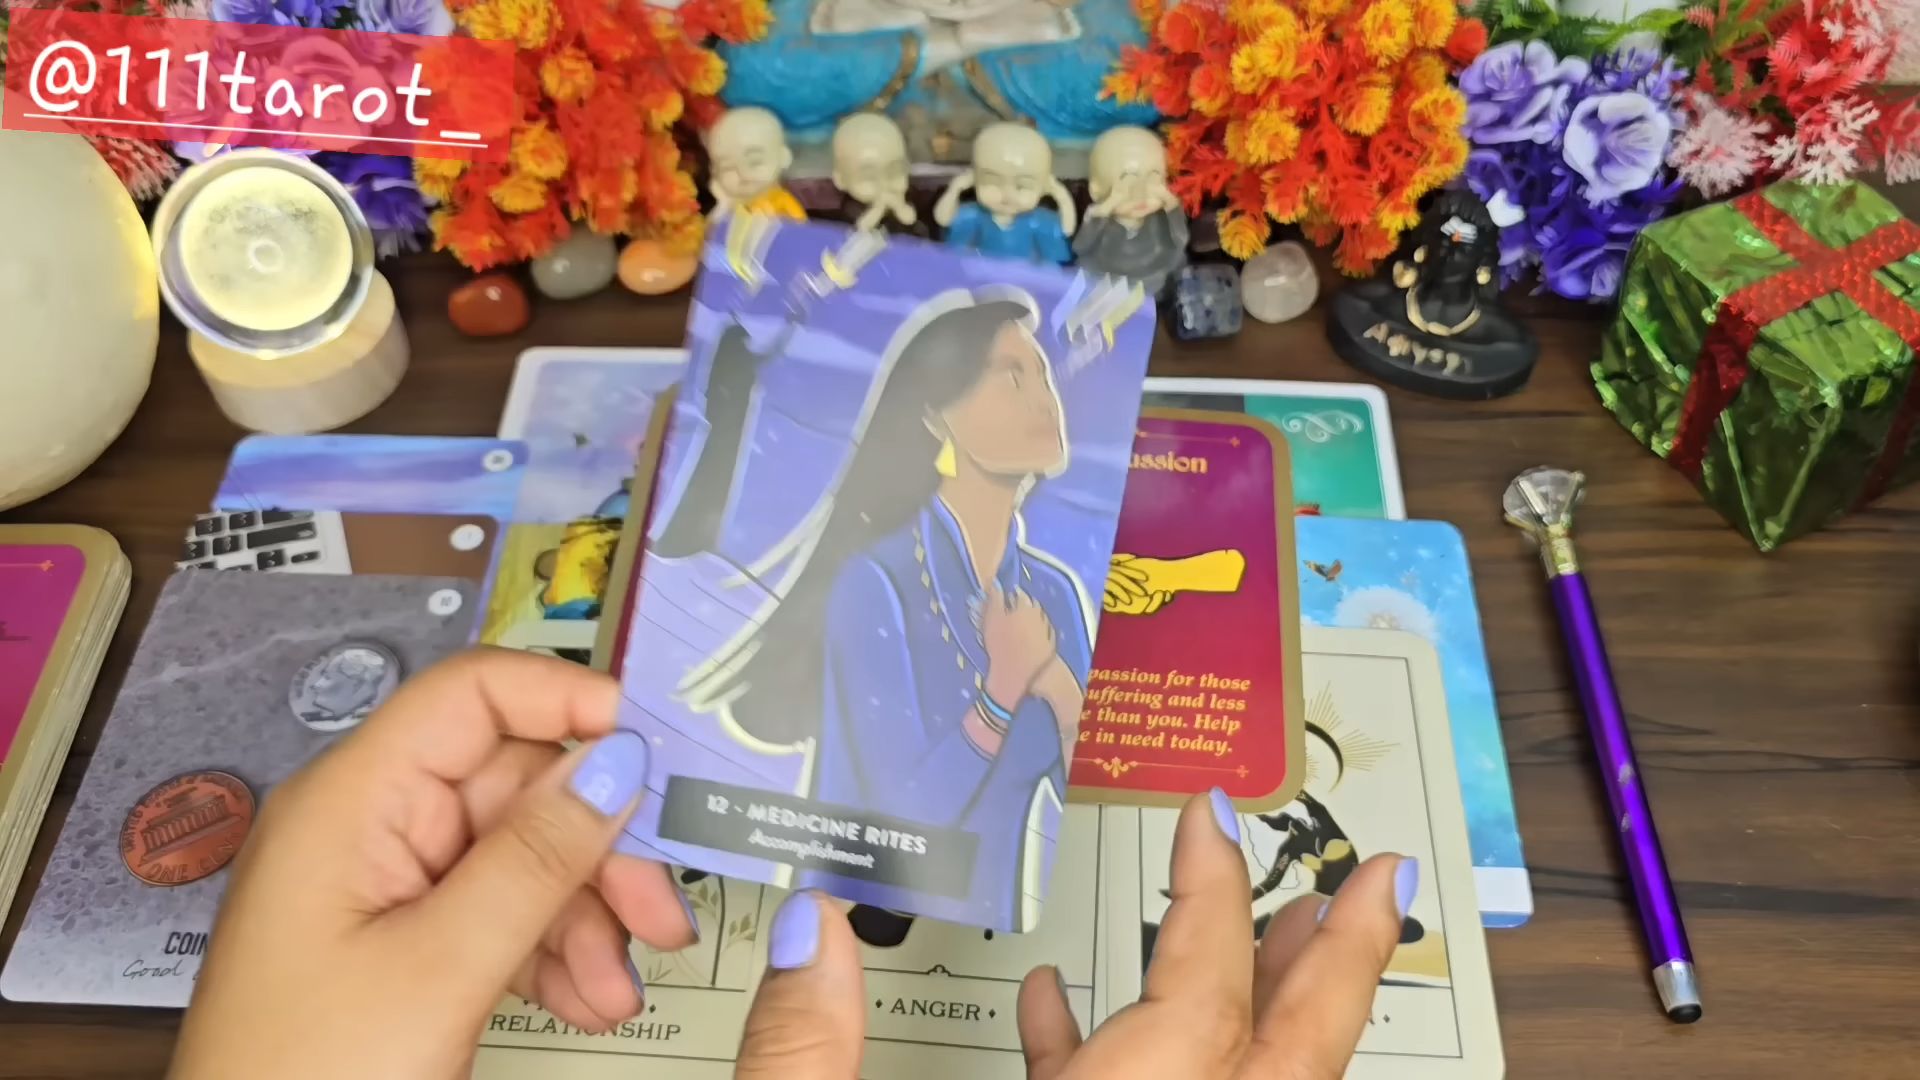 @111tarot_
12 - MEDICINE RITES
Accomplishment
passion for those
uffering and less
e than you. Help
e in need today.
ussion
COIN
Good
RELATIONSHIP
ANGER
ONE CEN